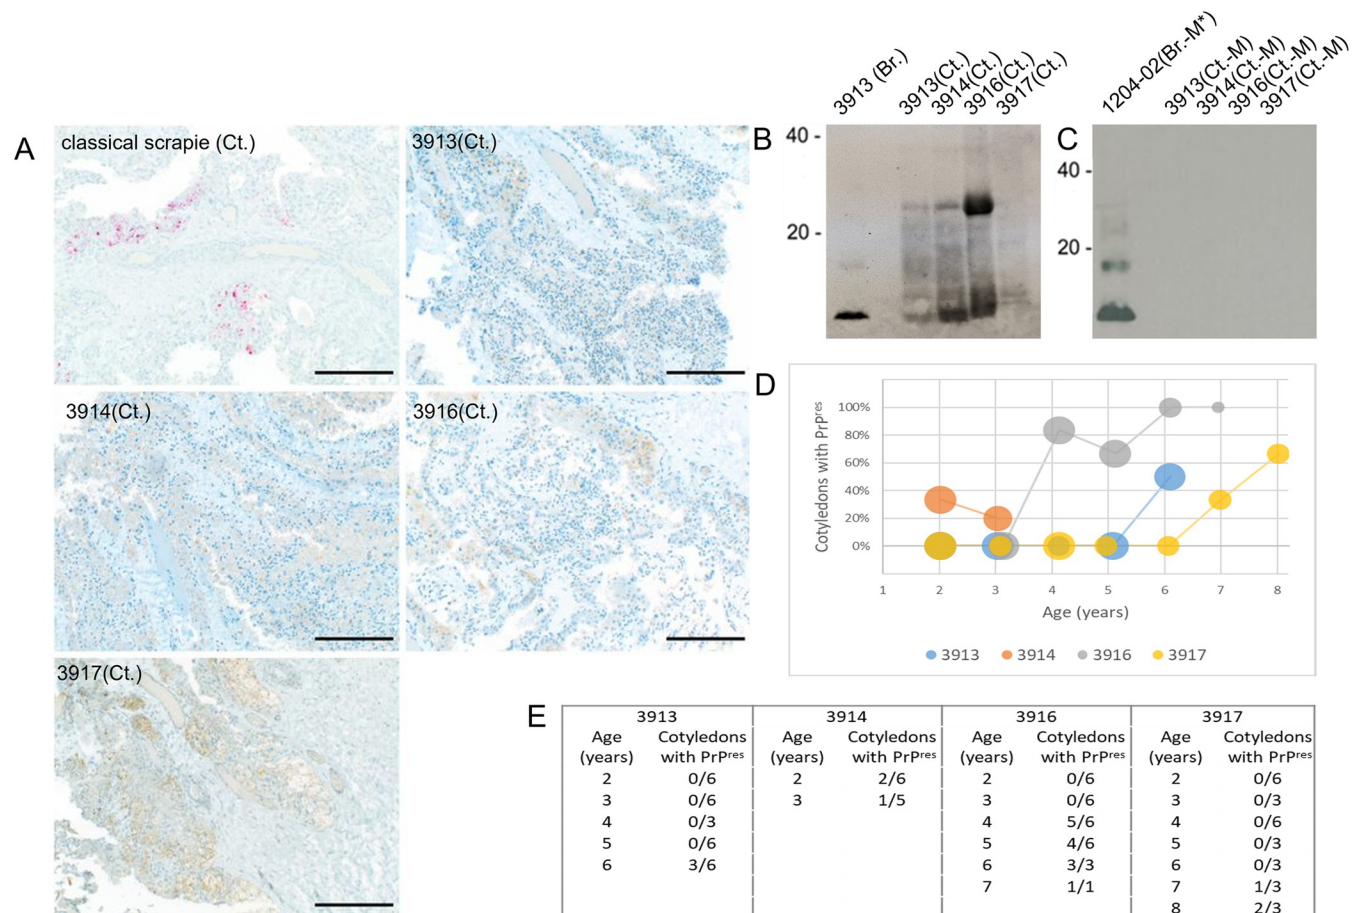 A
classical scrapie (Ct.)
3913(Ct.)
3914(Ct.)
3916(Ct.)
3917(Ct.)
B
3913 (Br.)
3913(Ct.)
3914(Ct.)
3916(Ct.)
3917(Ct.)
40 -
20 -
C
1204-02(Br.-M*)
3913(Ct.-M)
3914(Ct.-M)
3916(Ct.-M)
3917(Ct.-M)
40 -
20 -
D
Cotyledons with PrPres
100%
80%
60%
40%
20%
0%
1 2 3 4 5 6 7 8
Age (years)
3913 3914 3916 3917
E
3913 3914 3916 3917
Age Cotyledons Age Cotyledons Age Cotyledons Age Cotyledons
(years) with PrPres (years) with PrPres (years) with PrPres (years) with PrPres
2 0/6 2 2/6 2 0/6 2 0/6
3 0/6 3 1/5 3 0/6 3 0/3
4 0/3 4 5/6 4 0/6
5 0/6 5 4/6 5 0/3
6 3/6 6 3/3 6 0/3
7 1/1 7 1/3
8 2/3